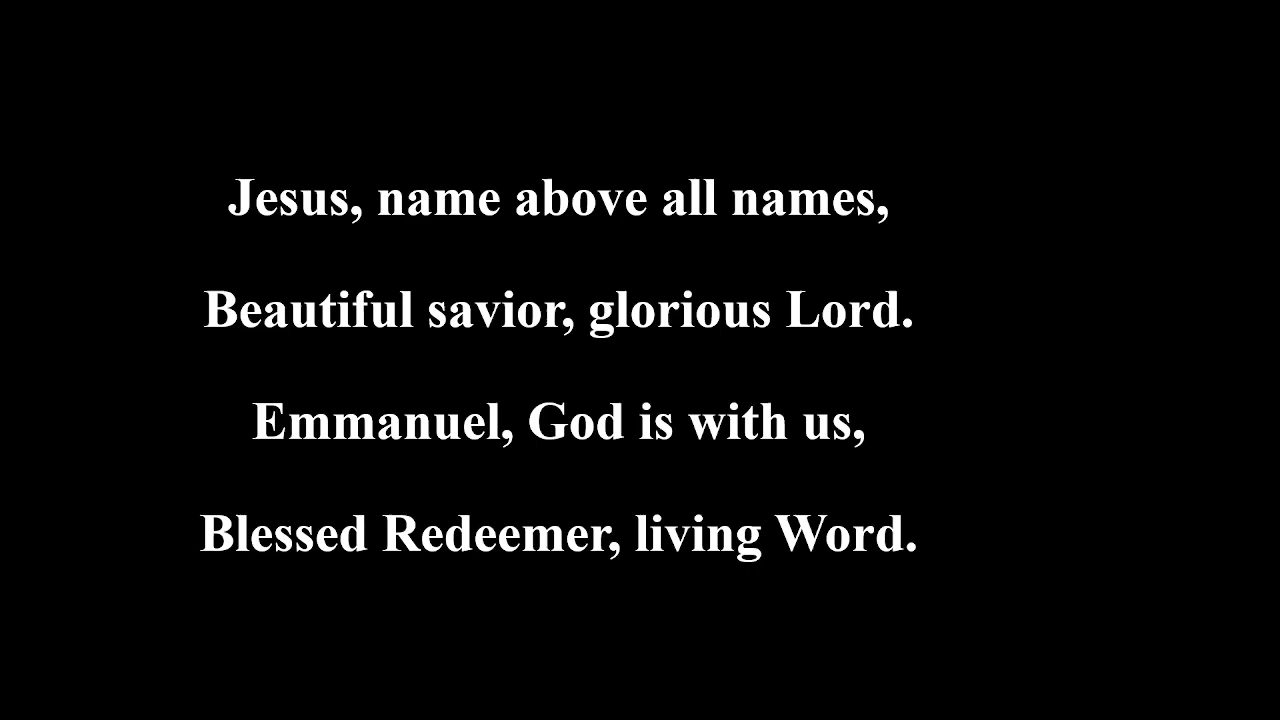 Jesus, name above all names,
Beautiful savior, glorious Lord.
Emmanuel, God is with us,
Blessed Redeemer, living Word.